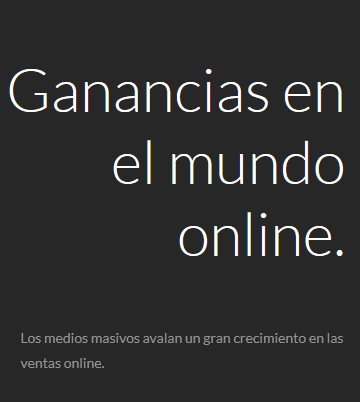 Ganancias en
el mundo
online.
Los medios masivos avalan un gran crecimiento en las
ventas online.